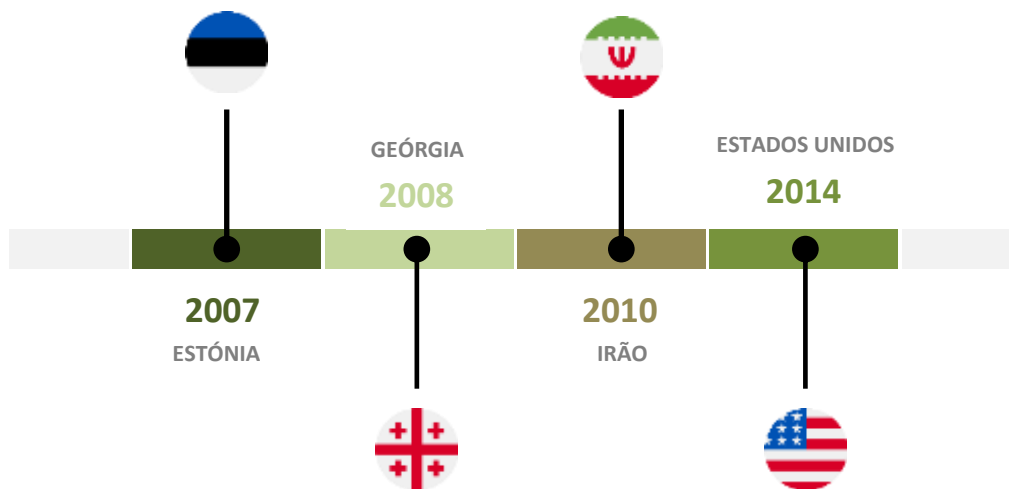 GEÓRGIA
2008
ESTADOS UNIDOS
2014
2007
ESTÓNIA
2010
IRÃO